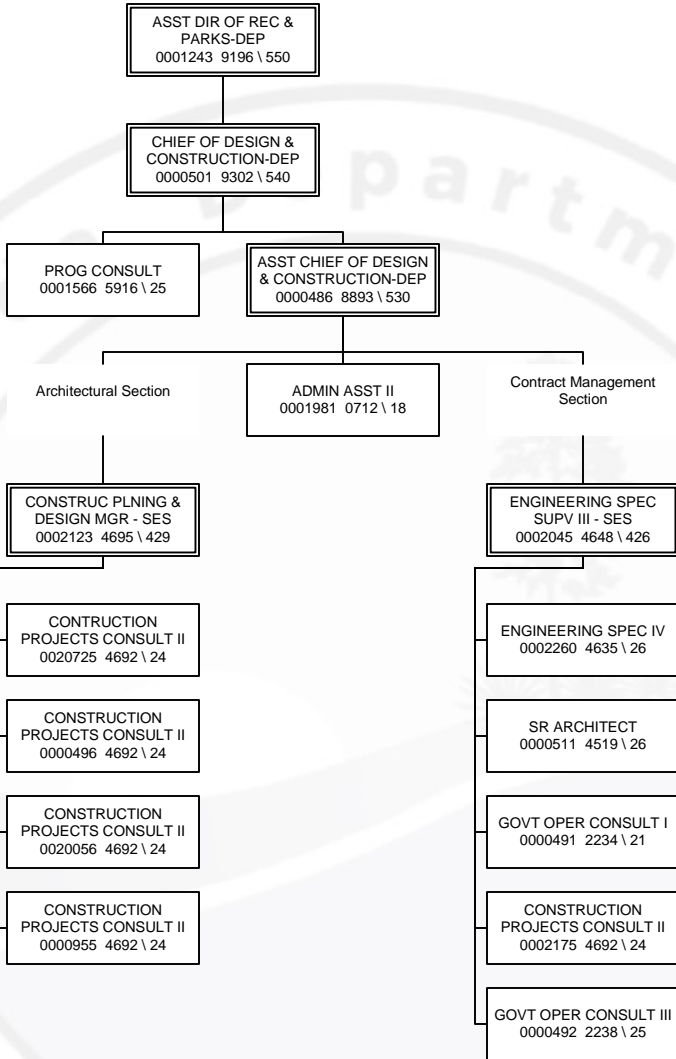 ASST DIR OF REC &
PARKS-DEP
0001243 9196 \ 550
CHIEF OF DESIGN &
CONSTRUCTION-DEP
0000501 9302 \ 540
PROG CONSULT
0001566 5916 \ 25
ASST CHIEF OF DESIGN
& CONSTRUCTION-DEP
0000486 8893 \ 530
Architectural Section
ADMIN ASST II
0001981 0712 \ 18
Contract Management
Section
CONSTRUC PLNING &
DESIGN MGR - SES
0002123 4695 \ 429
ENGINEERING SPEC
SUPV III - SES
0002045 4648 \ 426
CONTRUCTION
PROJECTS CONSULT II
0020725 4692 \ 24
CONSTRUCTION
PROJECTS CONSULT II
0000496 4692 \ 24
CONSTRUCTION
PROJECTS CONSULT II
0020056 4692 \ 24
CONSTRUCTION
PROJECTS CONSULT II
0000955 4692 \ 24
ENGINEERING SPEC IV
0002260 4635 \ 26
SR ARCHITECT
0000511 4519 \ 26
GOVT OPER CONSULT I
0000491 2234 \ 21
CONSTRUCTION
PROJECTS CONSULT II
0002175 4692 \ 24
GOVT OPER CONSULT III
0000492 2238 \ 25